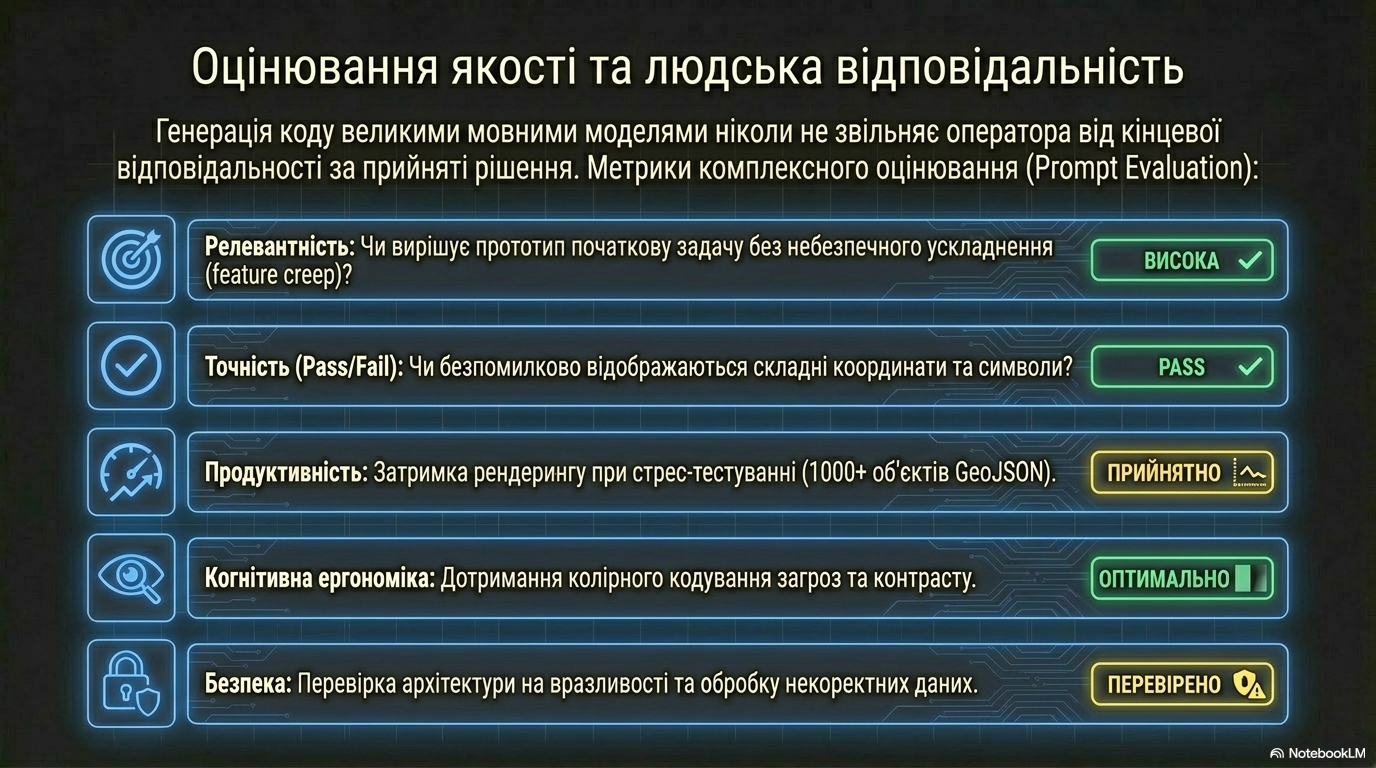 Оцінювання якості та людська відповідальність
Генерація коду великими мовними моделями ніколи не звільняє оператора від кінцевої
відповідальності за прийняті рішення. Метрики комплексного оцінювання (Prompt Evaluation):
Релевантність: Чи вирішує прототип початкову задачу без небезпечного ускладнення
(feature creep)?
ВИСОКА
Точність (Pass/Fail): Чи безпомилково відображаються складні координати та символи?
PASS
Продуктивність: Затримка рендерингу при стрес-тестуванні (1000+ об'єктів GeoJSON).
ПРИЙНЯТНО
Когнітивна ергономіка: Дотримання колірного кодування загроз та контрасту.
ОПТИМАЛЬНО
Безпека: Перевірка архітектури на вразливості та обробку некоректних даних.
ПЕРЕВІРЕНО
NotebookLM